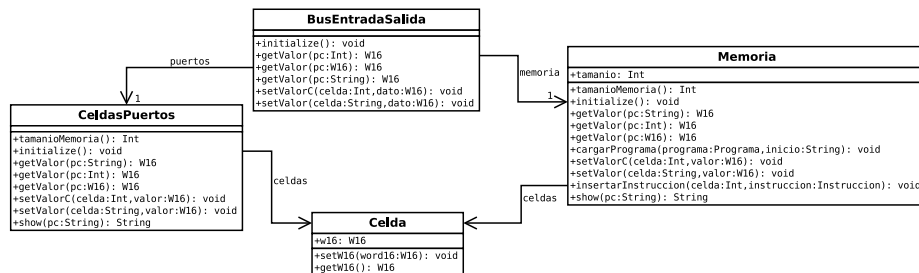 BusEntradaSalida
+initialize(): void
+getValor(pc:Int): W16
+getValor(pc:W16): W16
+getValor(pc:String): W16
+setValorC(celda:Int,dato:W16): void
+setValor(celda:String,dato:W16): void
puertos
1
memoria
1
Memoria
+tamanio: Int
+tamanioMemoria(): Int
+initialize(): void
+getValor(pc:String): W16
+getValor(pc:Int): W16
+getValor(pc:W16): W16
+cargarPrograma(programa:Programa,inicio:String): void
+setValorC(celda:Int,valor:W16): void
+setValor(celda:String,valor:W16): void
+insertarInstruccion(celda:Int,instruccion:Instruccion): void
+show(pc:String): String
CeldasPuertos
+tamanioMemoria(): Int
+initialize(): void
+getValor(pc:String): W16
+getValor(pc:Int): W16
+getValor(pc:W16): W16
+setValorC(celda:Int,valor:W16): void
+setValor(celda:String,valor:W16): void
+show(pc:String): String
celdas
celdas
Celda
+w16: W16
+setW16(word16:W16): void
+getW16(): W16